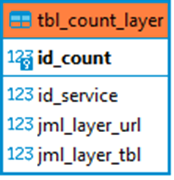 tbl_count_layer
123 id_count
123 id_service
123 jml_layer_url
123 jml_layer_tbl